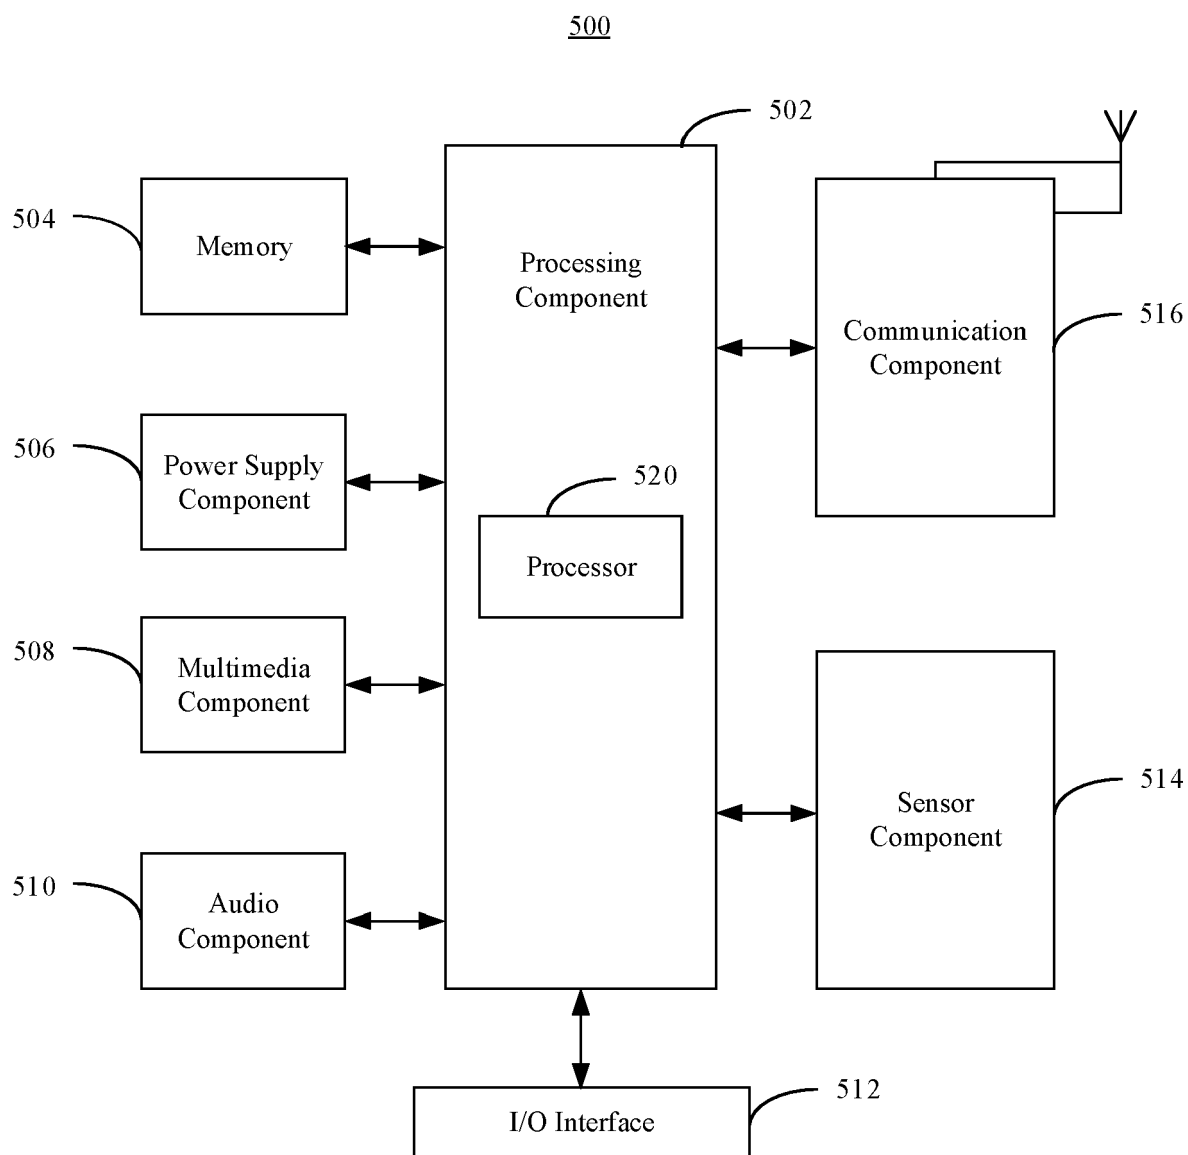 500
502
504
Memory
Processing
Component
Communication
Component
516
506
Power Supply
Component
520
Processor
508
Multimedia
Component
Sensor
Component
514
510
Audio
Component
512
I/O Interface